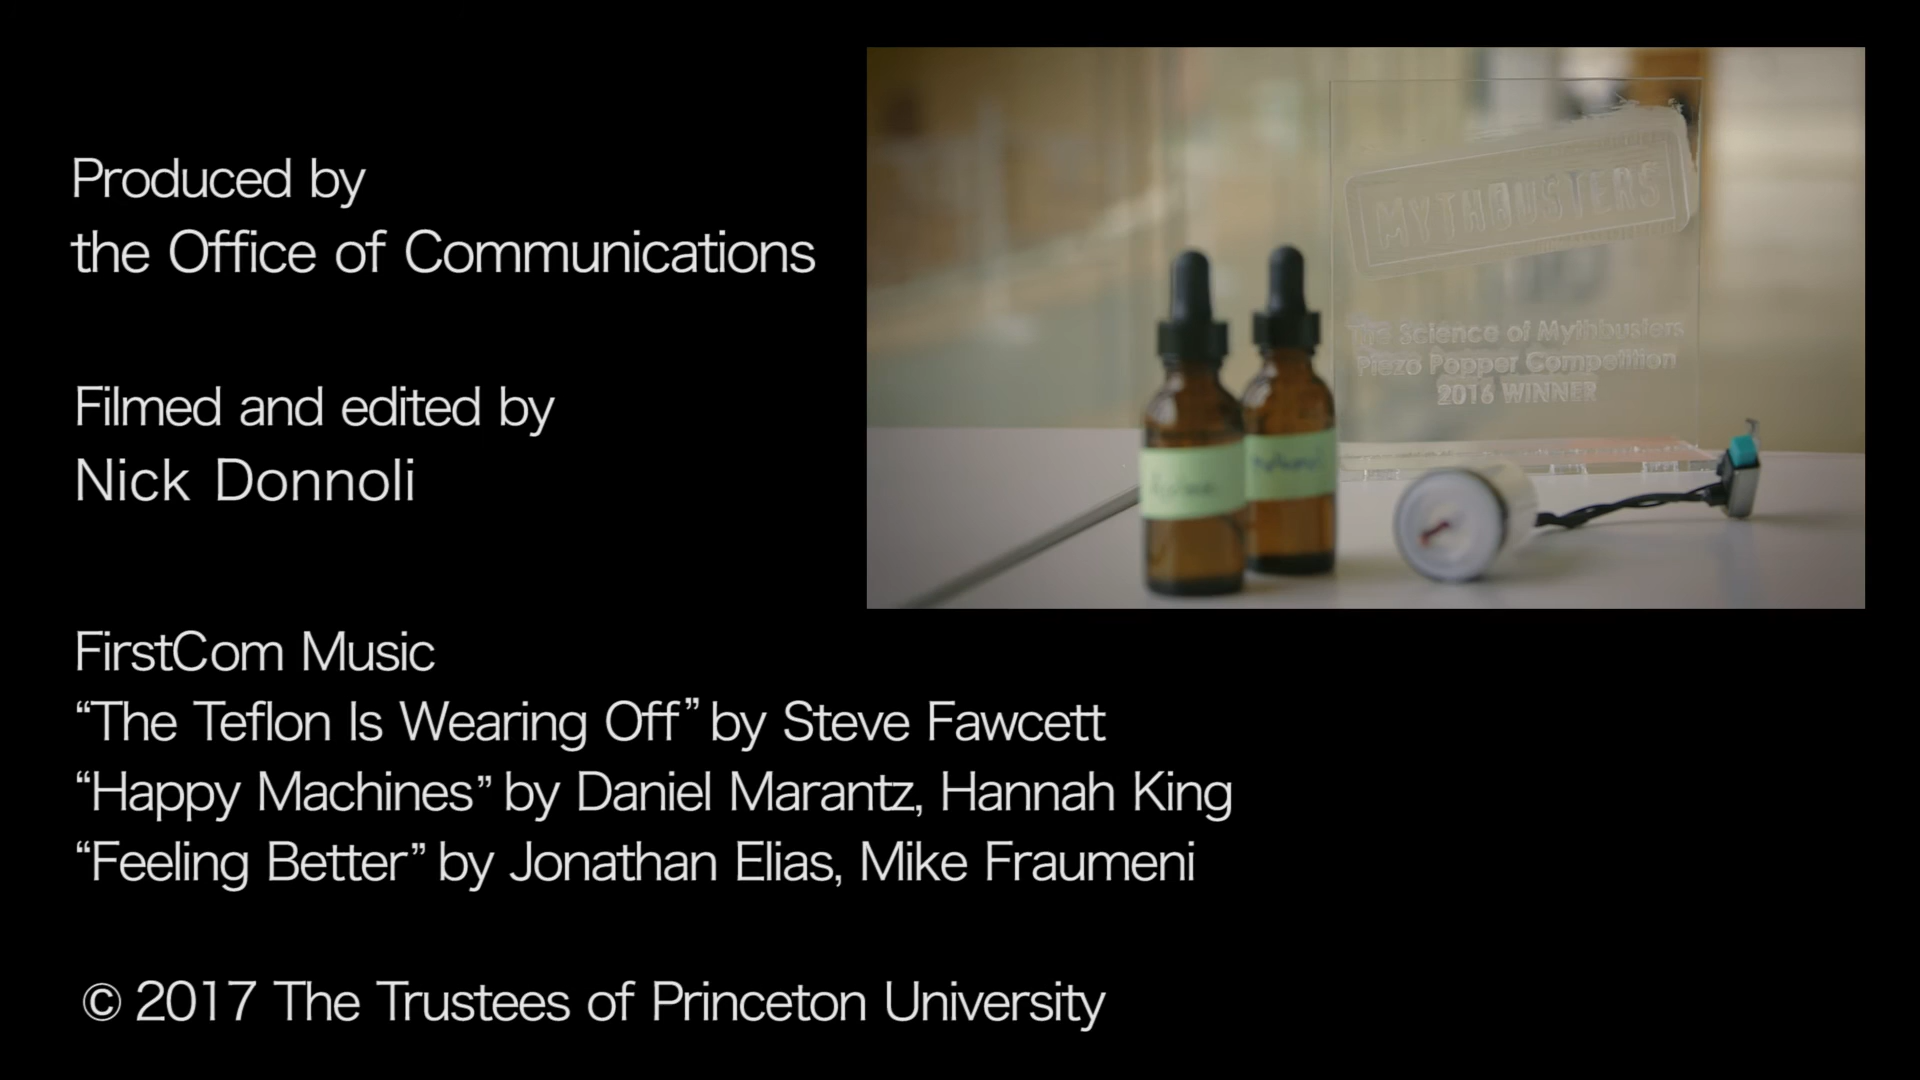 Produced by
the Office of Communications
Filmed and edited by
Nick Donnoli
MYTHBUSTERS
The Science of Mythbusters
Piezo Popper Competition
2016 WINNER
FirstCom Music
“The Teflon Is Wearing Off” by Steve Fawcett
“Happy Machines” by Daniel Marantz, Hannah King
“Feeling Better” by Jonathan Elias, Mike Fraumeni
© 2017 The Trustees of Princeton University